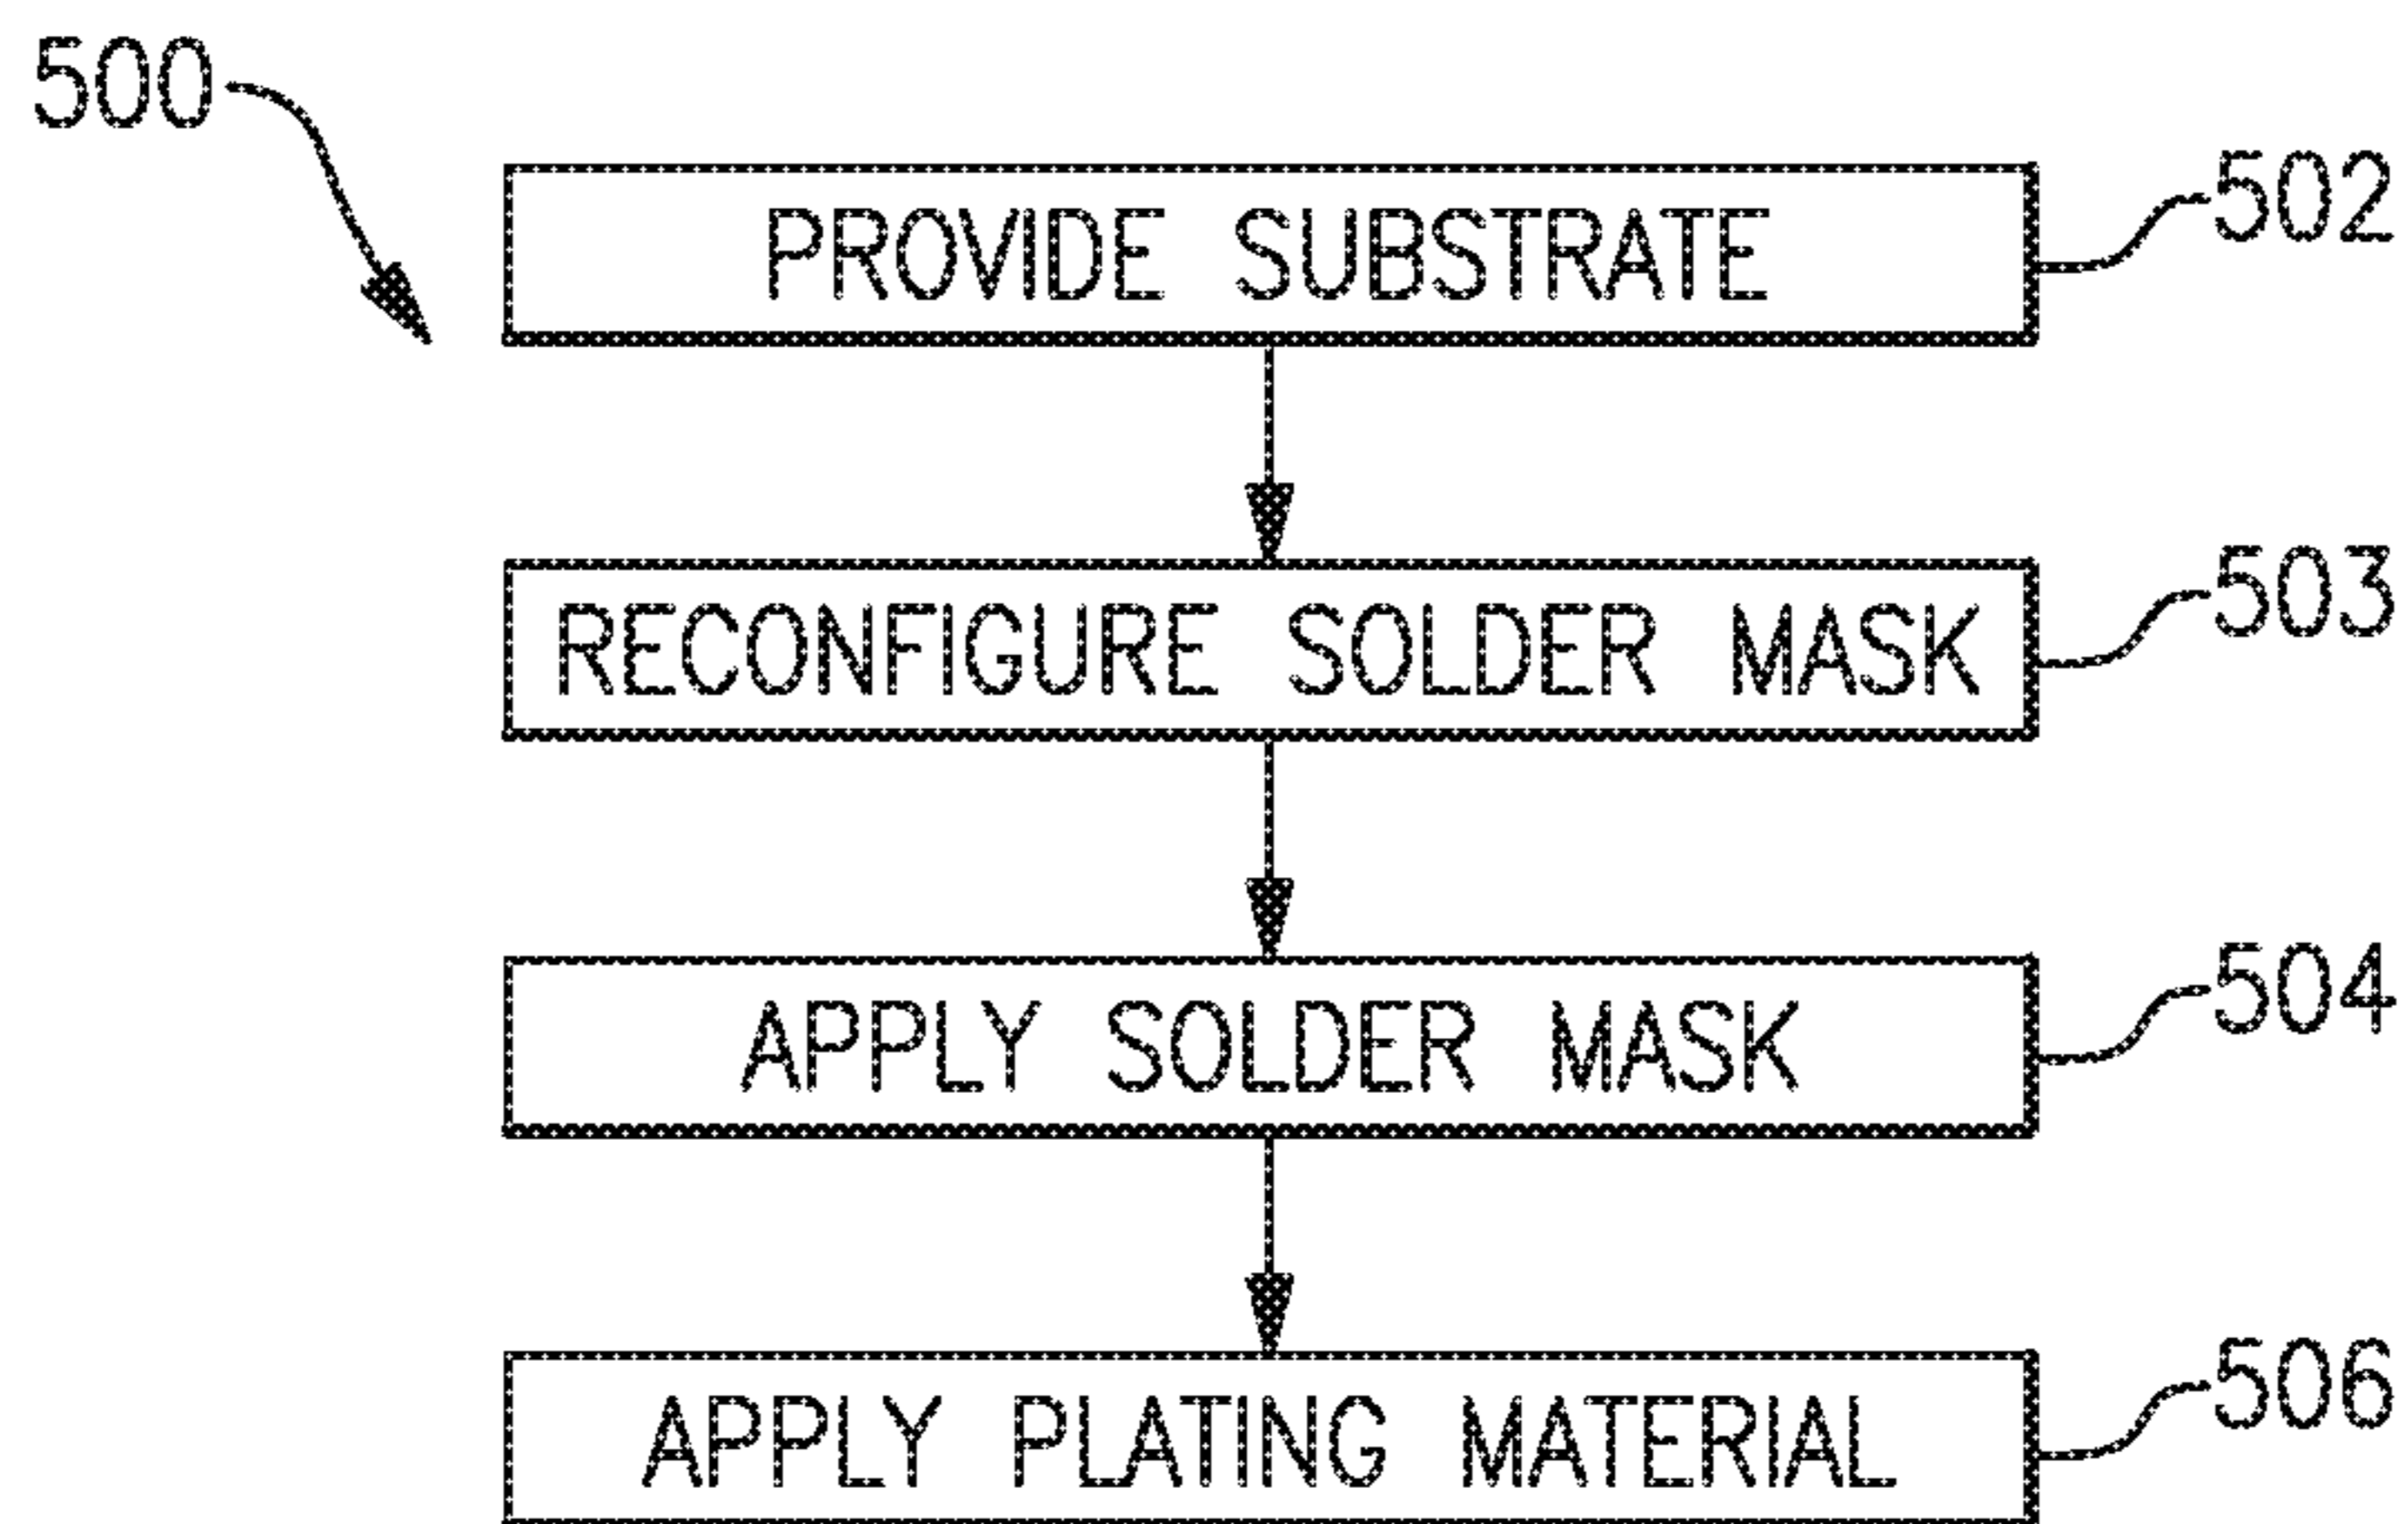 500
PROVIDE SUBSTRATE
502
RECONFIGURE SOLDER MASK
503
APPLY SOLDER MASK
504
APPLY PLATING MATERIAL
506